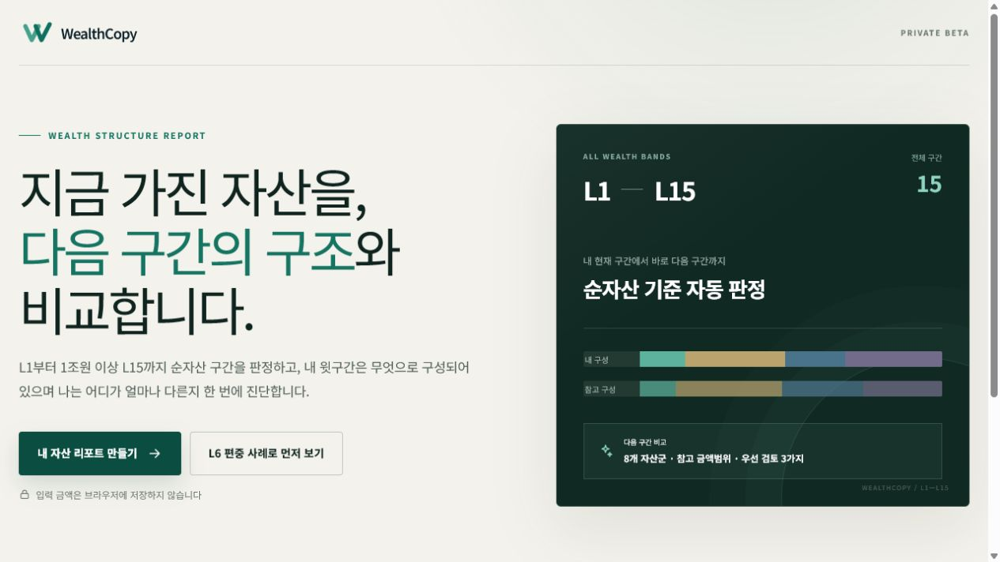 WealthCopy
PRIVATE BETA
WEALTH STRUCTURE REPORT
지금 가진 자산을,
다음 구간의 구조와
비교합니다.
L1부터 1조원 이상 L15까지 순자산 구간을 판정하고, 내 윗구간은 무엇으로 구성되어
있으며 나는 어디가 얼마나 다른지 한 번에 진단합니다.
내 자산 리포트 만들기 →
L6 편중 사례로 먼저 보기
입력 금액은 브라우저에 저장하지 않습니다
ALL WEALTH BANDS
전체 구간
L1 — L15
15
내 현재 구간에서 바로 다음 구간까지
순자산 기준 자동 판정
내 구성
참고 구성
다음 구간 비교
8개 자산군 · 참고 금액범위 · 우선 검토 3가지
WEALTHCOPY / L1—L15